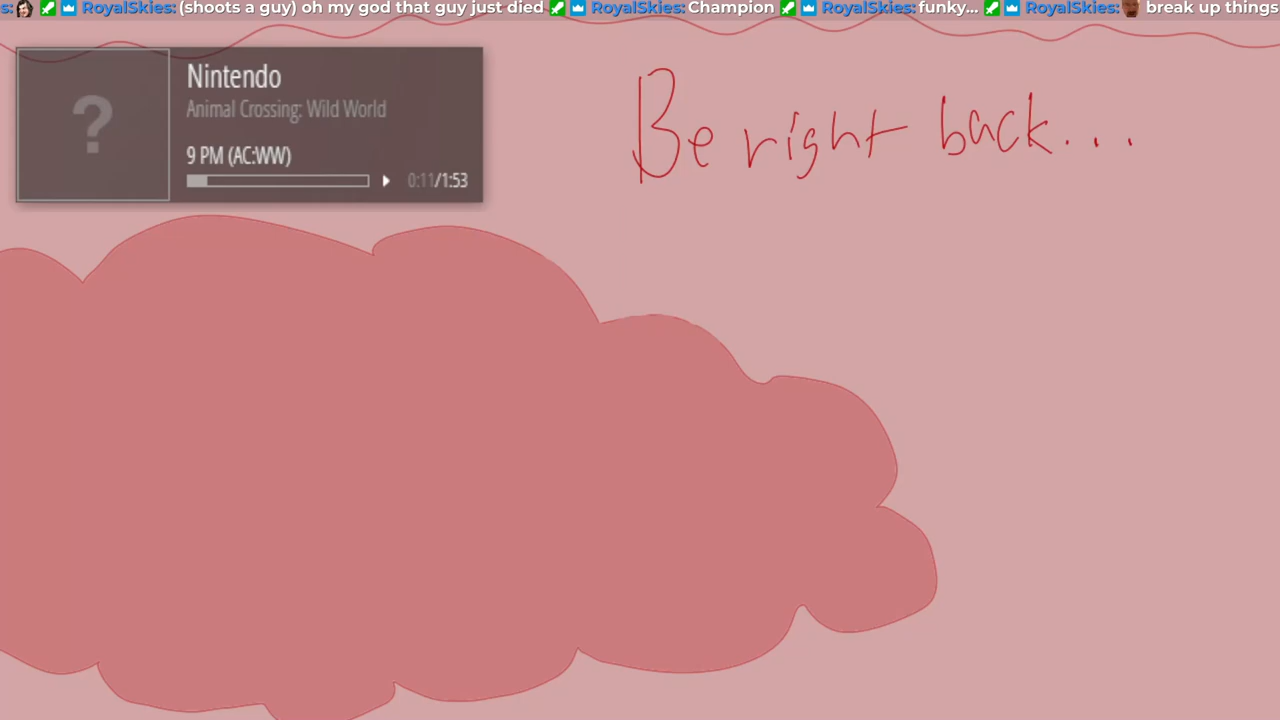 s: (shoots a guy) oh my god that guy just died RoyalSkies: Champion RoyalSkies: funky... RoyalSkies: break up things
Nintendo
Animal Crossing: Wild World
9 PM (AC:WW)
0:11/1:53
?
Be right back...